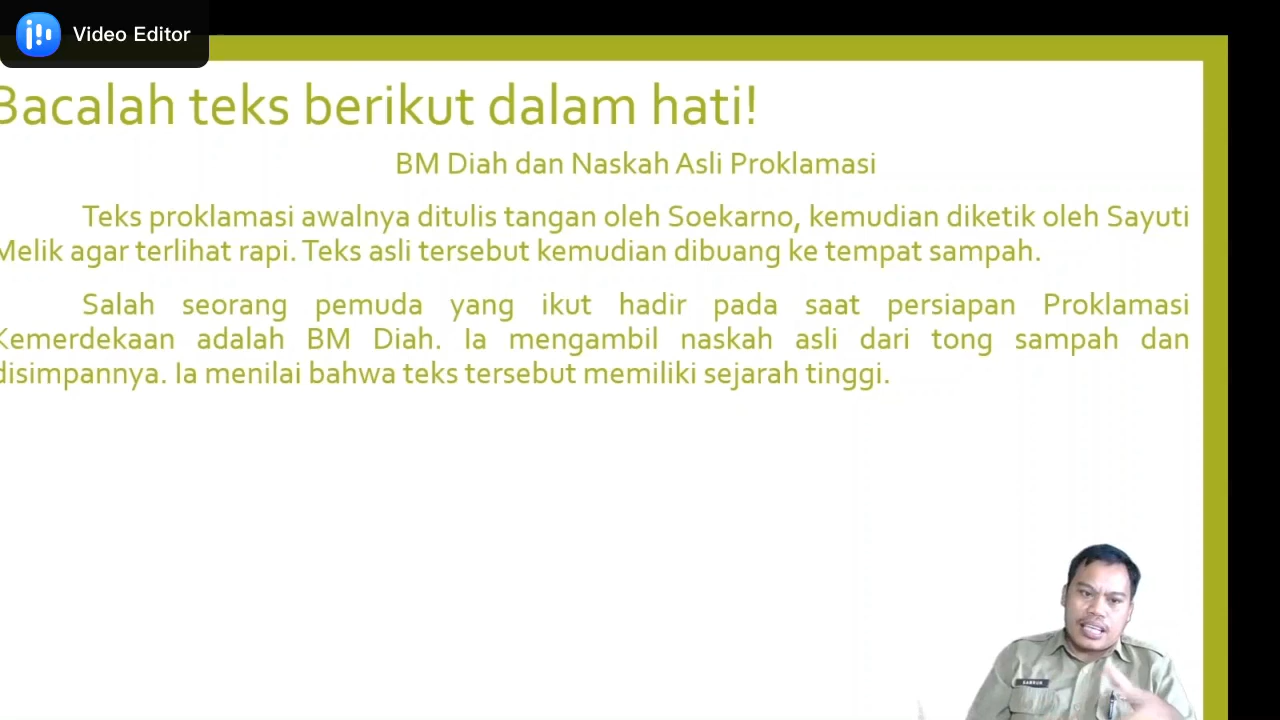 Video Editor
Bacalah teks berikut dalam hati!
BM Diah dan Naskah Asli Proklamasi
Teks proklamasi awalnya ditulis tangan oleh Soekarno, kemudian diketik oleh Sayuti
Melik agar terlihat rapi. Teks asli tersebut kemudian dibuang ke tempat sampah.
Salah seorang pemuda yang ikut hadir pada saat persiapan Proklamasi
Kemerdekaan adalah BM Diah. Ia mengambil naskah asli dari tong sampah dan
disimpannya. Ia menilai bahwa teks tersebut memiliki sejarah tinggi.